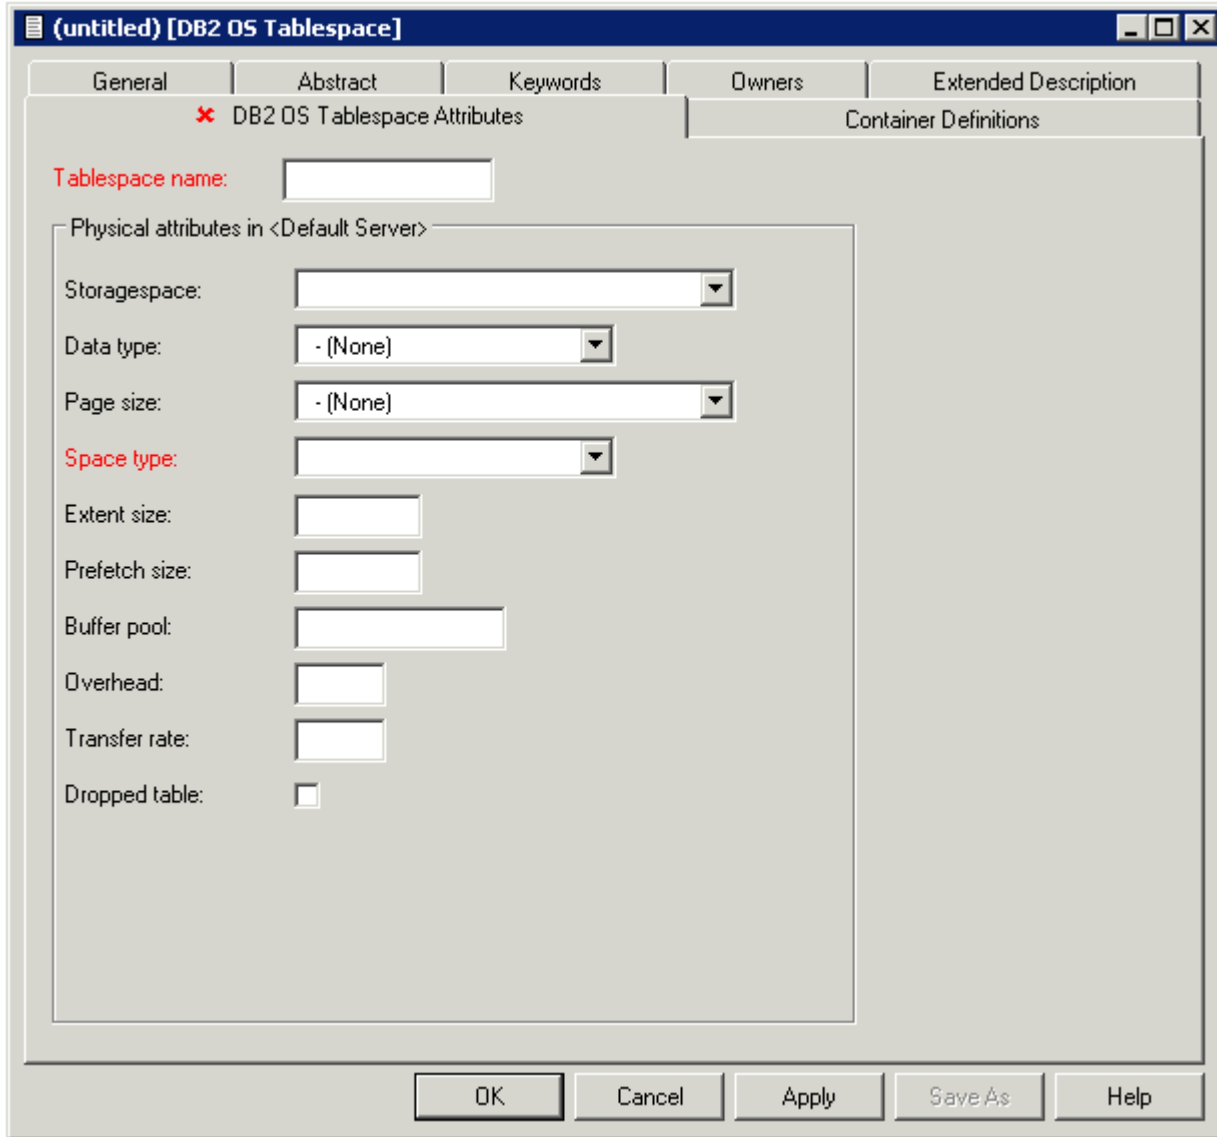 (untitled) [DB2 OS Tablespace]
General Abstract Keywords Owners Extended Description
DB2 OS Tablespace Attributes Container Definitions
Tablespace name:
Physical attributes in <Default Server>
Storagespace:
Data type: - (None)
Page size: - (None)
Space type:
Extent size:
Prefetch size:
Buffer pool:
Overhead:
Transfer rate:
Dropped table:
OK Cancel Apply Save As Help